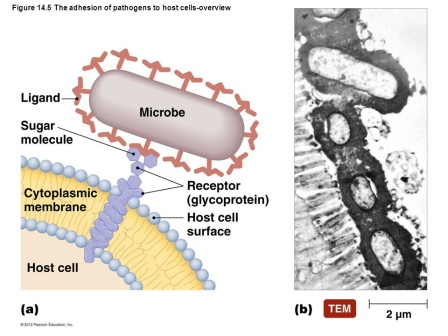 Figure 14.5 The adhesion of pathogens to host cells-overview
Ligand
Microbe
Sugar
molecule
Cytoplasmic
membrane
Receptor
(glycoprotein)
Host cell
surface
Host cell
(a)
(b)
TEM
2 µm
© 2012 Pearson Education, Inc.